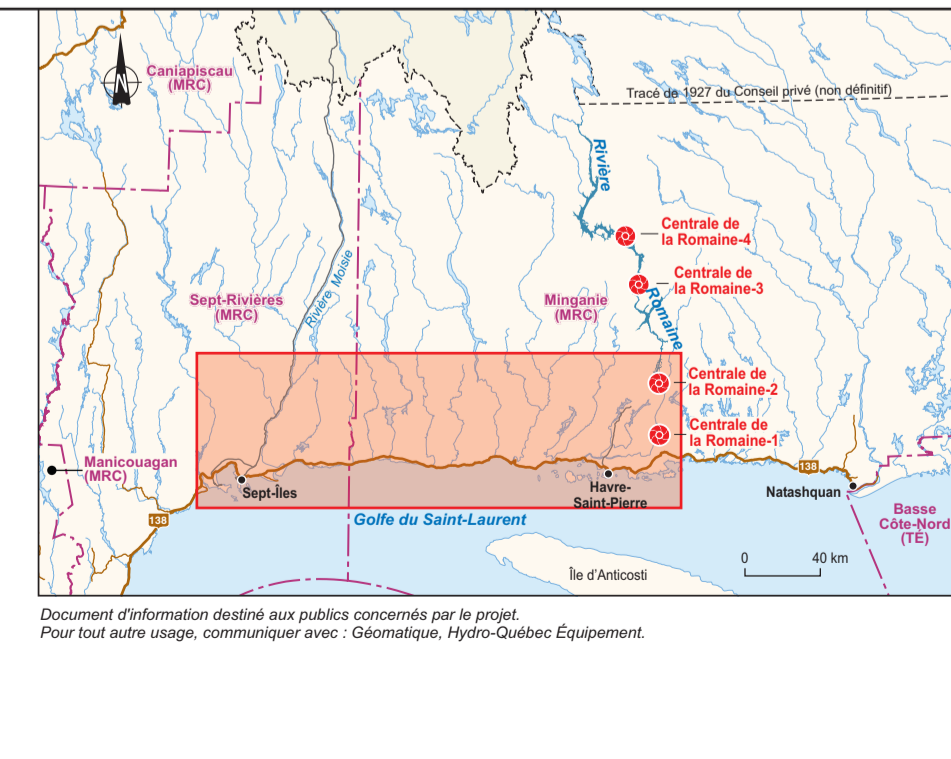 N
Caniapiscau
(MRC)
Tracé de 1927 du Conseil privé (non définitif)
Rivière
Centrale de
la Romaine-4
Centrale de
la Romaine-3
Rivière Moisie
Sept-Rivières
(MRC)
Minganie
(MRC)
Romaine
Centrale de
la Romaine-2
Centrale de
la Romaine-1
Manicouagan
(MRC)
138
Sept-Îles
Havre-
Saint-Pierre
Natashquan
138
Golfe du Saint-Laurent
Basse
Côte-Nord
(TÉ)
Île d'Anticosti
0 40 km
Document d'information destiné aux publics concernés par le projet.
Pour tout autre usage, communiquer avec : Géomatique, Hydro-Québec Équipement.